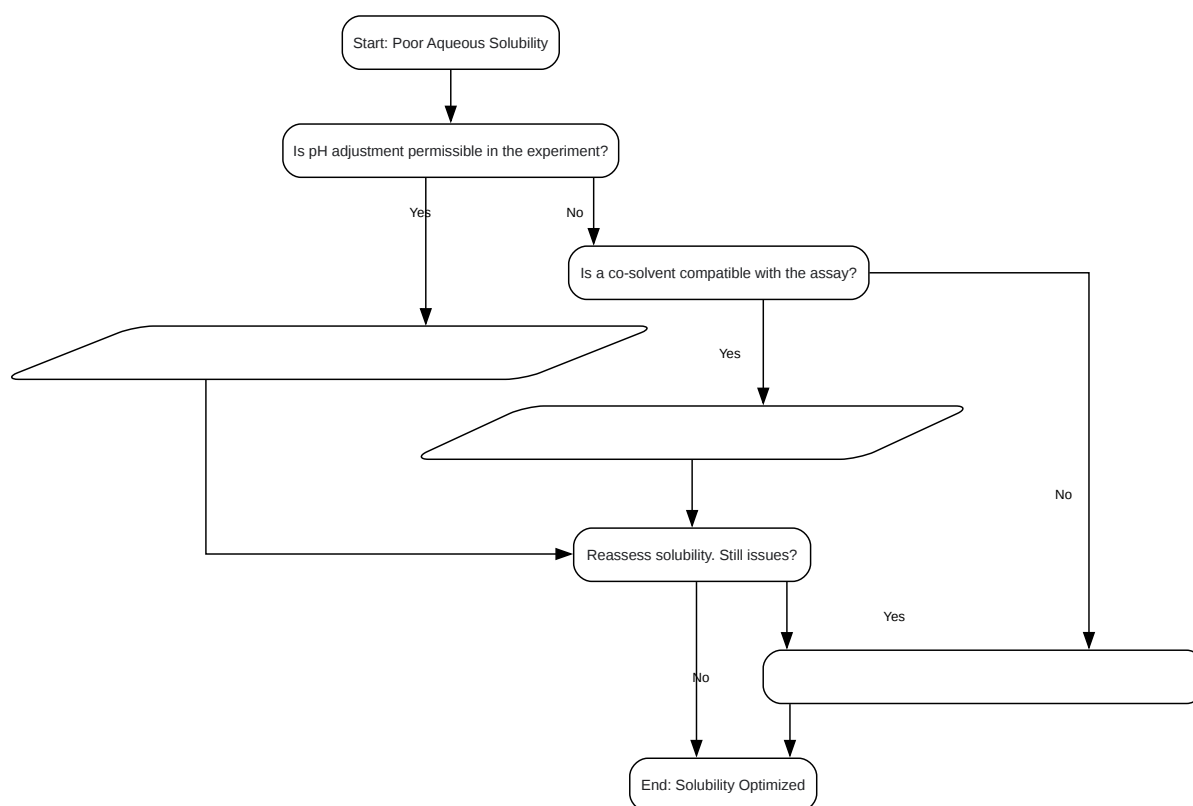 Start: Poor Aqueous Solubility
Is pH adjustment permissible in the experiment?
Yes
No
Is a co-solvent compatible with the assay?
Yes
No
Reassess solubility. Still issues?
Yes
No
End: Solubility Optimized